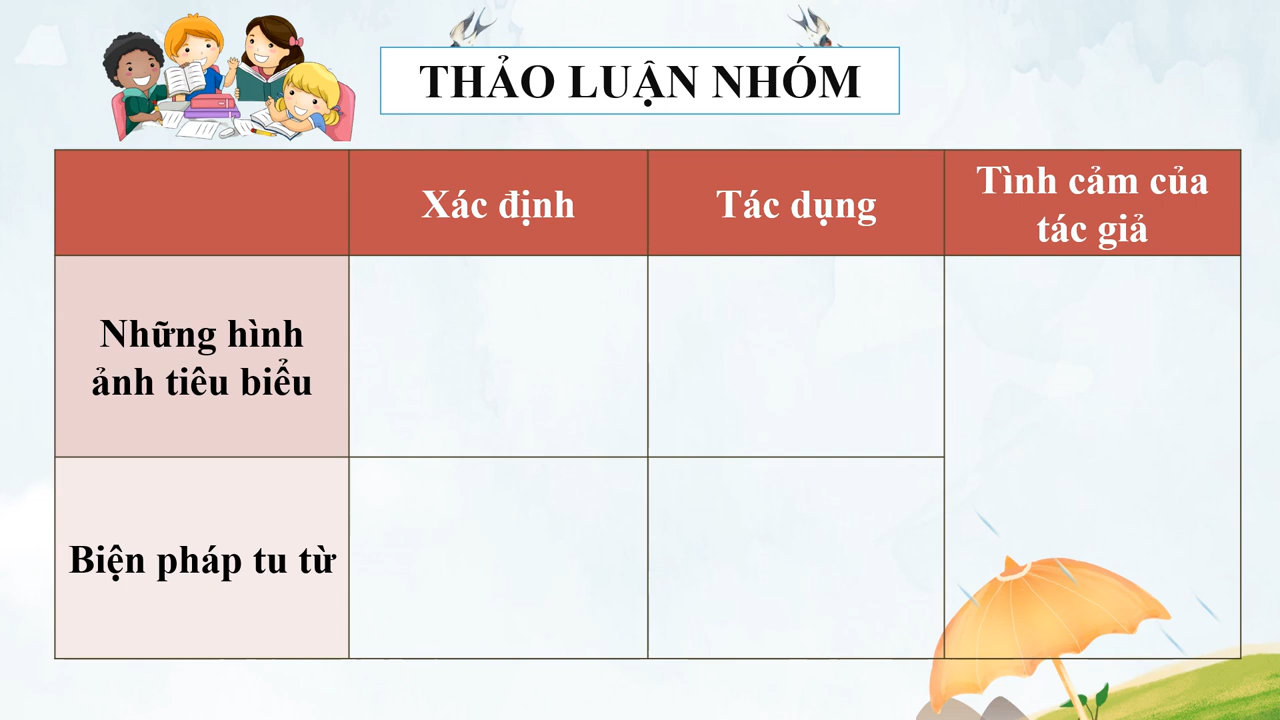 THẢO LUẬN NHÓM
Xác định
Tác dụng
Tình cảm của
tác giả
Những hình
ảnh tiêu biểu
Biện pháp tu từ